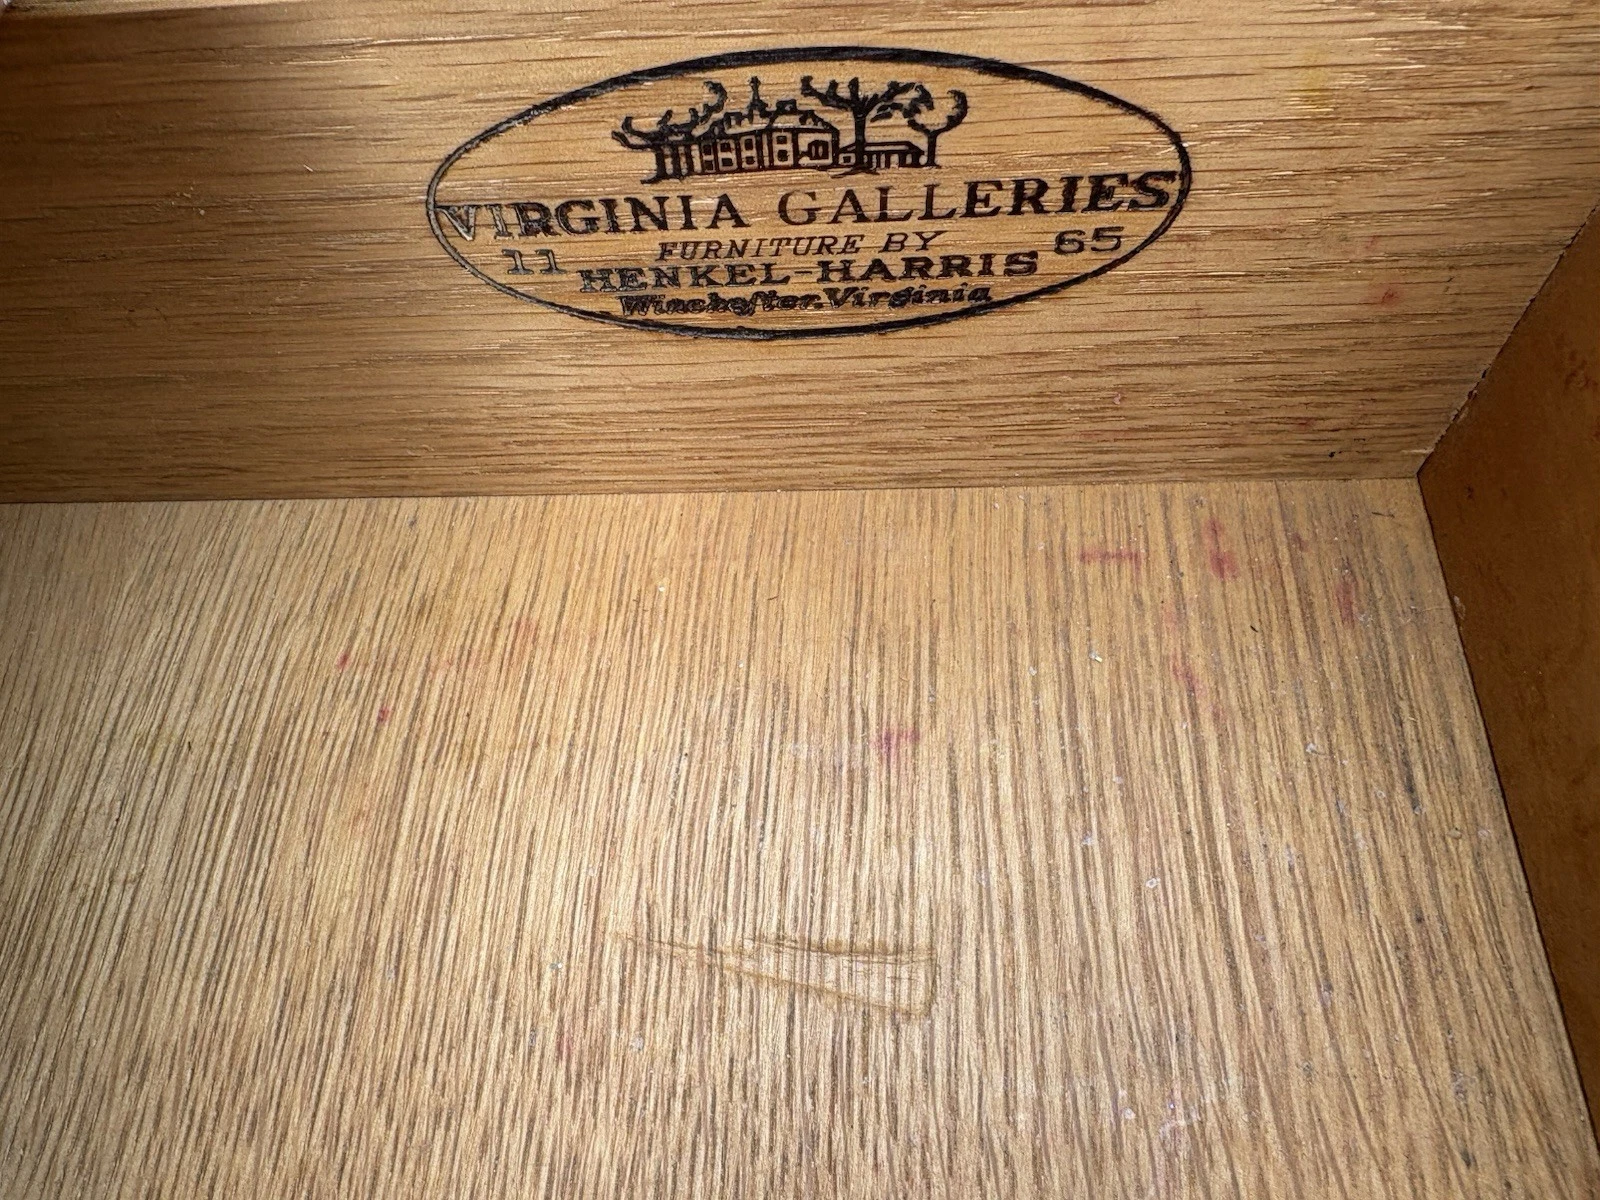 VIRGINIA GALLERIES
FURNITURE BY
11 HENKEL-HARRIS 65
Wincheſter, Virginia